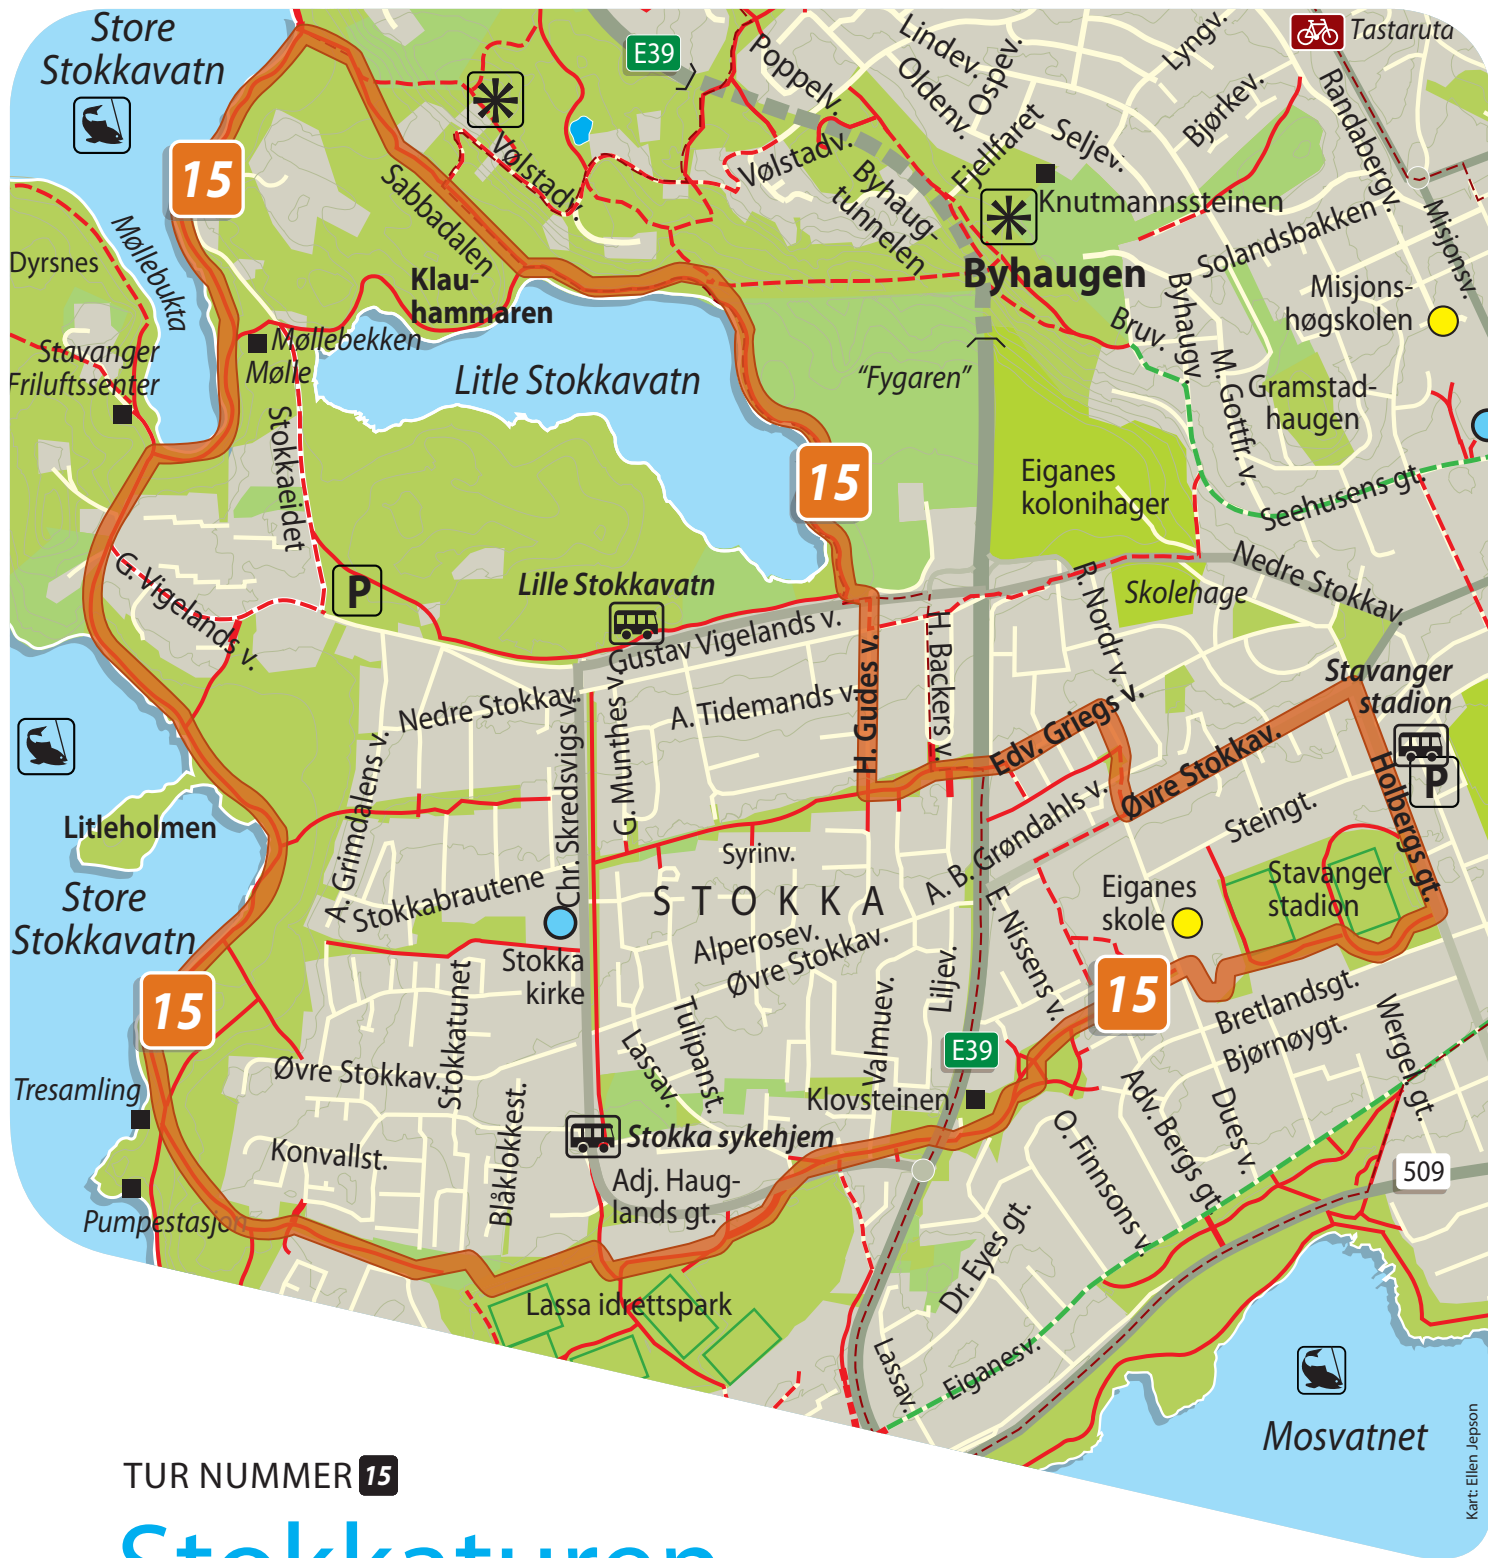 Store
Stokkavatn
E39
Poppelv.
Lindev.
Oldenv.
Ospev.
Lyngv.
Tastaruta
Randabergv.
Bjørkev.
Seljev.
Fjellfaret
Vølstadv.
Vølstadv.
Byhaug-
tunnelen
Knutmannssteinen
Solandsbakken
Misjonsv.
15
Sabbadalen
Møllebukta
Dyrsnes
Klau-
hammaren
Byhaugen
Misjons-
høgskolen
Byhaugv.
Bruv.
M. Gottfr. v.
Gramstad-
haugen
Møllebekken
Mølle
Stavanger
Friluftssenter
Litle Stokkavatn
"Fygaren"
Stokkaeidet
15
Eiganes
kolonihager
Seehusens gt.
Nedre Stokkav.
G. Vigelands v.
P
Lille Stokkavatn
Gustav Vigelands v.
R. Nordr v.
Skolehage
H. Gudes v.
H. Backers v.
Stavanger
stadion
P
Nedre Stokkav.
A. Tidemands v.
G. Munthes v.
Chr. Skredsvigs v.
A. Grimdalens v.
Edv. Griegs v.
Øvre Stokkav.
Holbergs gt.
Steingt.
A. B. Grøndahls v.
Litleholmen
Syrinv.
Stokkabrautene
STOKKA
Eiganes
skole
Stavanger
stadion
Store
Stokkavatn
Stokka
kirke
Alperosev.
Øvre Stokkav.
E. Nissens v.
Liljev.
Valmuev.
Tulipanst.
Lassav.
Stokkatunet
15
15
Bretlandsgt.
Bjørnøygt.
Wergel. gt.
E39
Øvre Stokkav.
Tresamling
Klovsteinen
Adv. Bergs gt.
Dues v.
O. Finnsons v.
Stokka sykehjem
Konvallst.
Blåklokkest.
Adj. Haug-
lands gt.
509
Pumpestasjon
Dr. Eyes gt.
Lassa idrettspark
Lassav.
Eiganesv.
Mosvatnet
Kart: Ellen Jepson
TUR NUMMER 15
Stokkaturen